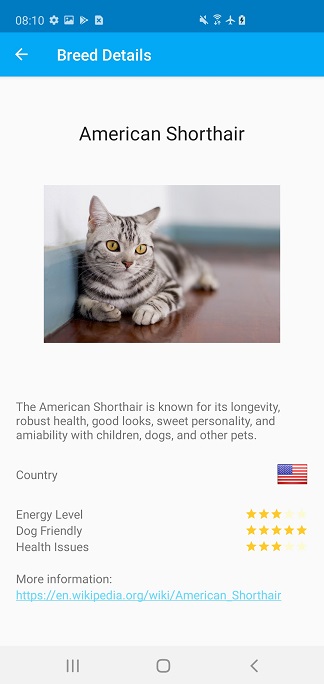 08:10
Breed Details
American Shorthair
The American Shorthair is known for its longevity,
robust health, good looks, sweet personality, and
amiability with children, dogs, and other pets.
Country
Energy Level
Dog Friendly
Health Issues
More information:
https://en.wikipedia.org/wiki/American_Shorthair